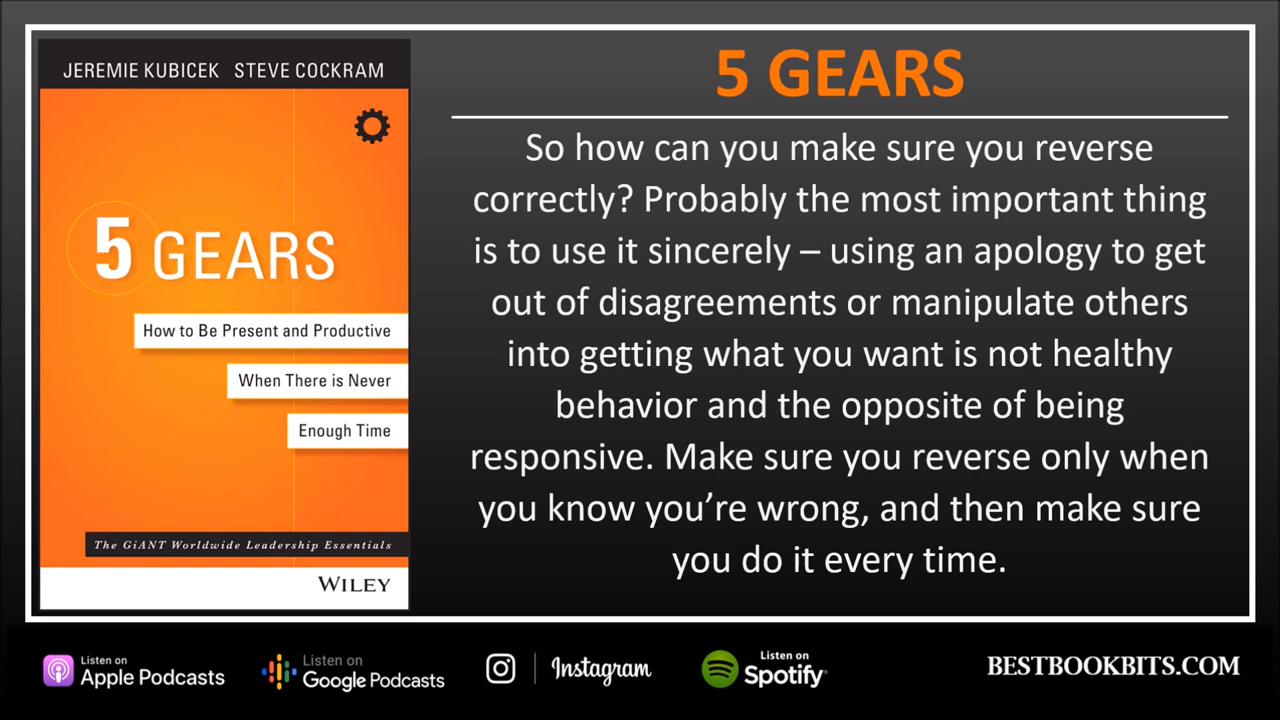 JEREMIE KUBICEK STEVE COCKRAM
5 GEARS
How to Be Present and Productive
When There is Never
Enough Time
The GiANT Worldwide Leadership Essentials
WILEY
5 GEARS
So how can you make sure you reverse
correctly? Probably the most important thing
is to use it sincerely – using an apology to get
out of disagreements or manipulate others
into getting what you want is not healthy
behavior and the opposite of being
responsive. Make sure you reverse only when
you know you’re wrong, and then make sure
you do it every time.
Listen on
Apple Podcasts
Listen on
Google Podcasts
Instagram
Listen on
Spotify
BESTBOOKBITS.COM